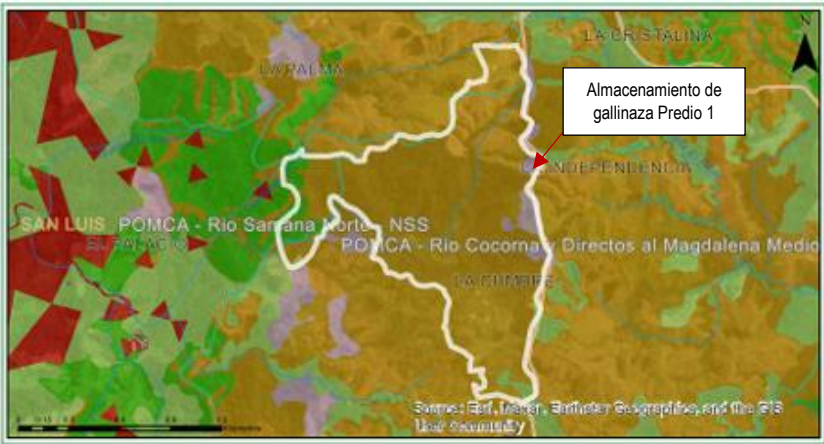 LA CRISTALINA
N
LA PALMA
Almacenamiento de
gallinaza Predio 1
INDEPENDENCIA
SAN LUIS POMCA - Rio Samana Norte - NSS
EL PALACIO
POMCA - Rio Cocorna y Directos al Magdalena Medio
LA CUMBRE
Source: Esri, Maxar, Earthstar Geographics, and the GIS
User Community